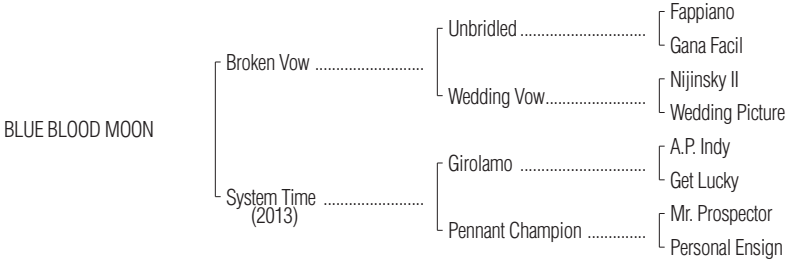 Fappiano
Unbridled ..............................
Gana Facil
Broken Vow ..........................
Nijinsky II
Wedding Vow........................
Wedding Picture
BLUE BLOOD MOON
A.P. Indy
Girolamo ..............................
Get Lucky
System Time ........................
(2013)
Mr. Prospector
Pennant Champion ..............
Personal Ensign